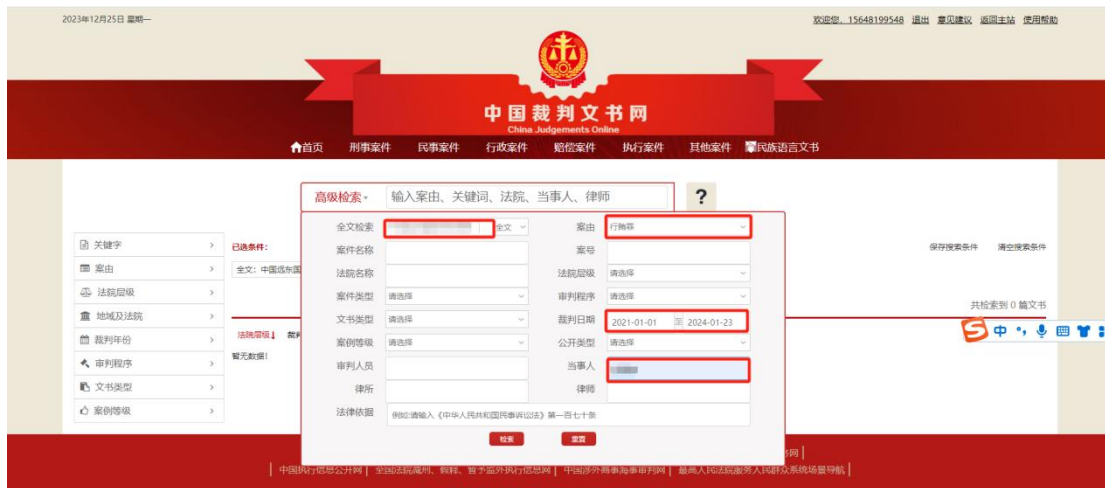 2023年12月25日 星期一
欢迎您，15648199548 退出 意见建议 返回主站 使用帮助
中国裁判文书网
China Judgements Online
首页 刑事案件 民事案件 行政案件 赔偿案件 执行案件 其他案件 民族语言文书
高级检索 输入案由、关键词、法院、当事人、律师 ?
全文检索 全文 案由 行贿罪
关键字 已选条件： 案件名称 案号 保存搜索条件 清空搜索条件
案由 全文：中国远东国 法院名称 法院层级 请选择
法院层级 案件类型 请选择 审判程序 请选择
地域及法院 共检索到 0 篇文书
文书类型 请选择 裁判日期 2021-01-01 至 2024-01-23
裁判年份 法院层级 裁判 案例等级 请选择 公开类型 请选择
中
审判程序 暂无数据！ 审判人员 当事人
文书类型 律所 律师
案例等级 法律依据 例如:请输入《中华人民共和国民事诉讼法》第一百七十条
检索 重置
书网 |
| 中国执行信息公开网 | 全国法院减刑、假释、暂予监外执行信息网 | 中国涉外商事海事审判网 | 最高人民法院服务人民群众系统场景导航 |